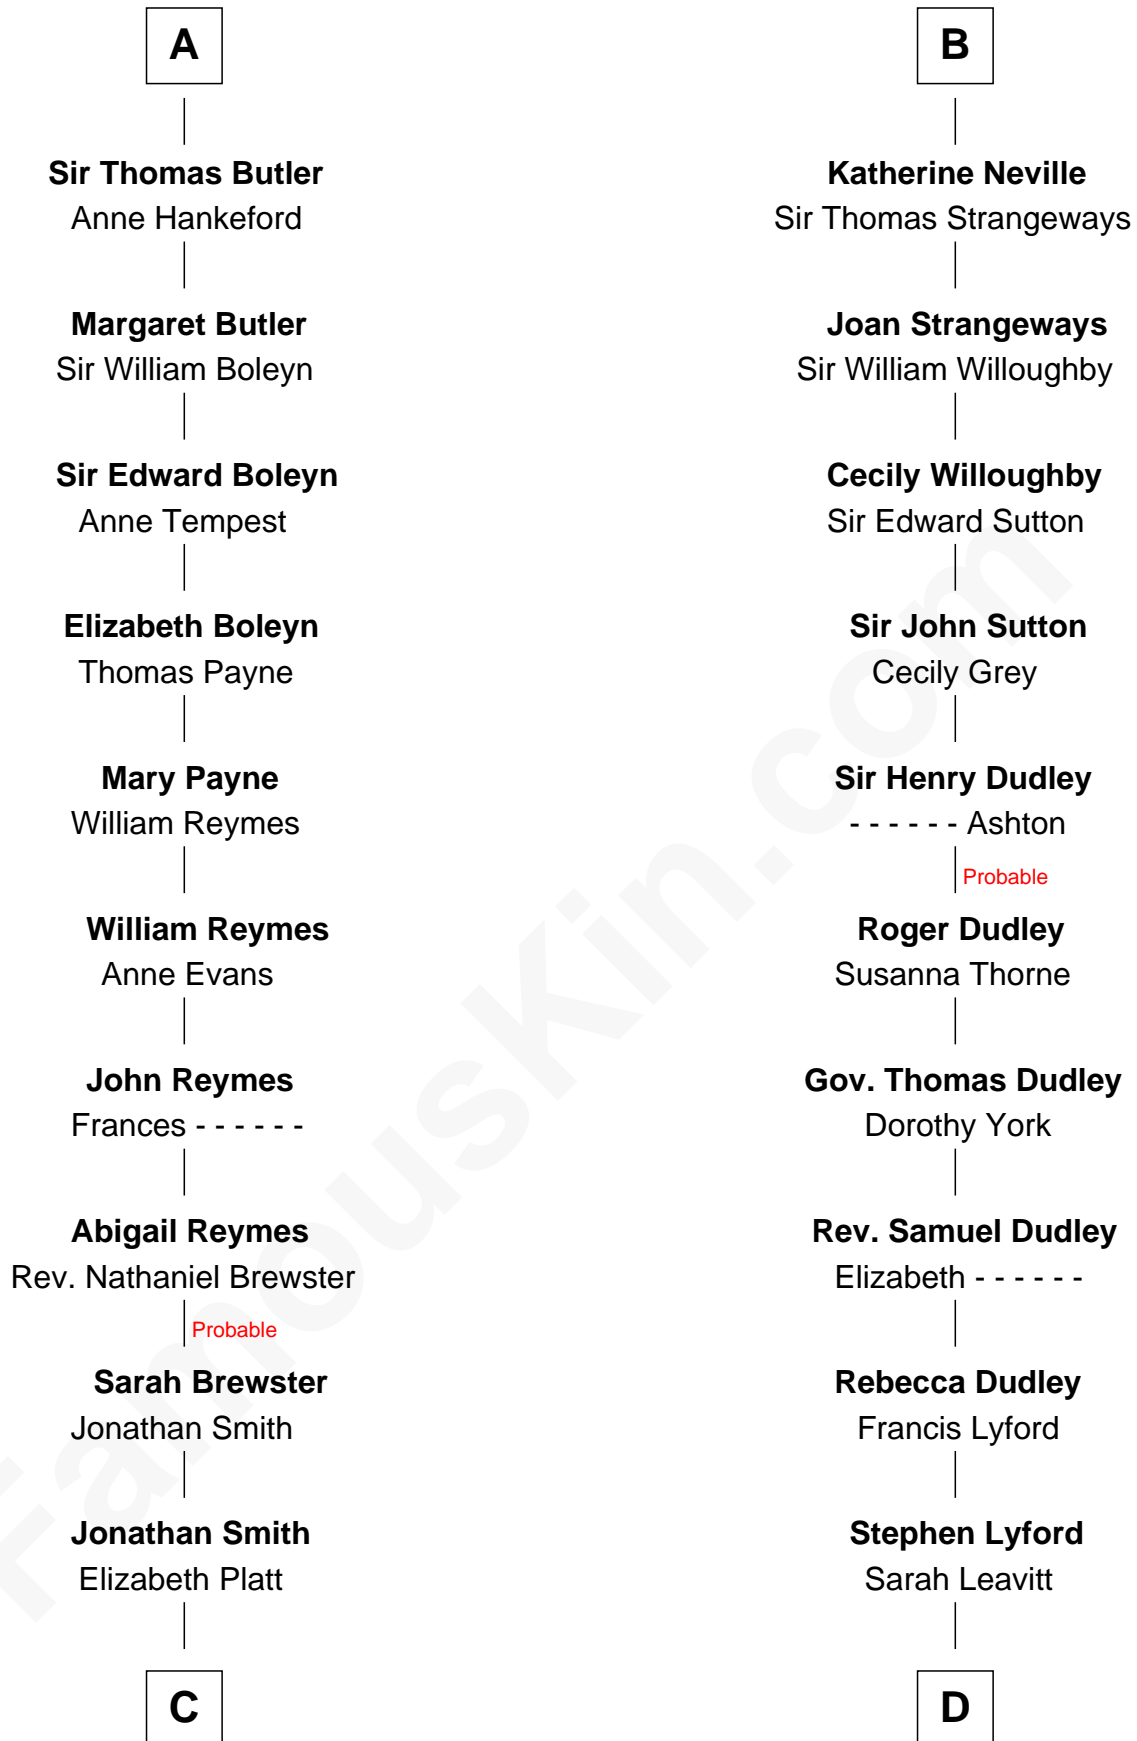 A
Sir Thomas Butler
Anne Hankeford
Margaret Butler
Sir William Boleyn
Sir Edward Boleyn
Anne Tempest
Elizabeth Boleyn
Thomas Payne
Mary Payne
William Reymes
William Reymes
Anne Evans
John Reymes
Frances - - - - - -
Abigail Reymes
Rev. Nathaniel Brewster
Probable
Sarah Brewster
Jonathan Smith
Jonathan Smith
Elizabeth Platt
C
B
Katherine Neville
Sir Thomas Strangeways
Joan Strangeways
Sir William Willoughby
Cecily Willoughby
Sir Edward Sutton
Sir John Sutton
Cecily Grey
Sir Henry Dudley
- - - - - - Ashton
Probable
Roger Dudley
Susanna Thorne
Gov. Thomas Dudley
Dorothy York
Rev. Samuel Dudley
Elizabeth - - - - - -
Rebecca Dudley
Francis Lyford
Stephen Lyford
Sarah Leavitt
D
FamousKin.com